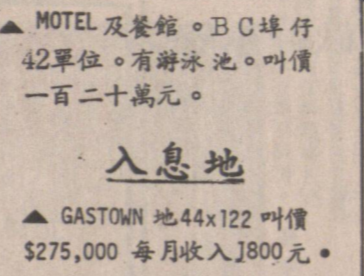 ▲ MOTEL 及餐館。BC埠仔
42單位。有游泳池。叫價
一百二十萬元。
入息地
▲ GASTOWN 地44x122 叫價
$275,000 每月收入1800元●